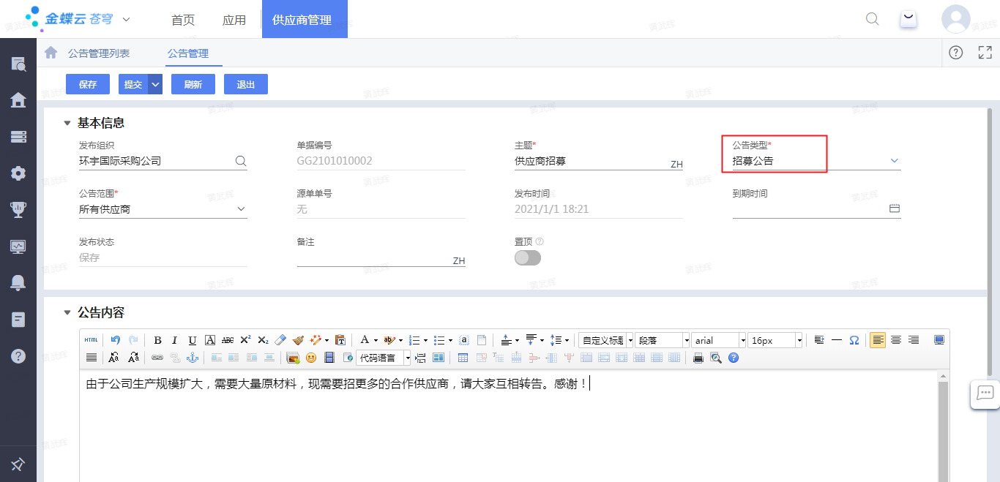 金蝶云 苍穹 首页 应用 供应商管理
公告管理列表 公告管理
保存 提交 刷新 退出
基本信息
发布组织 单据编号 主题* 公告类型*
环宇国际采购公司 GG2101010002 供应商招募 ZH 招募公告
公告范围* 源单单号 发布时间 到期时间
所有供应商 无 2021/1/1 18:21
发布状态 备注 置顶
保存 ZH
公告内容
HTML B I U A ABC X² X₂ A ab a 自定义标题 段落 arial 16px Ω
代码语言
由于公司生产规模扩大，需要大量原材料，现需要招更多的合作供应商，请大家互相转告。感谢！
黄武辉